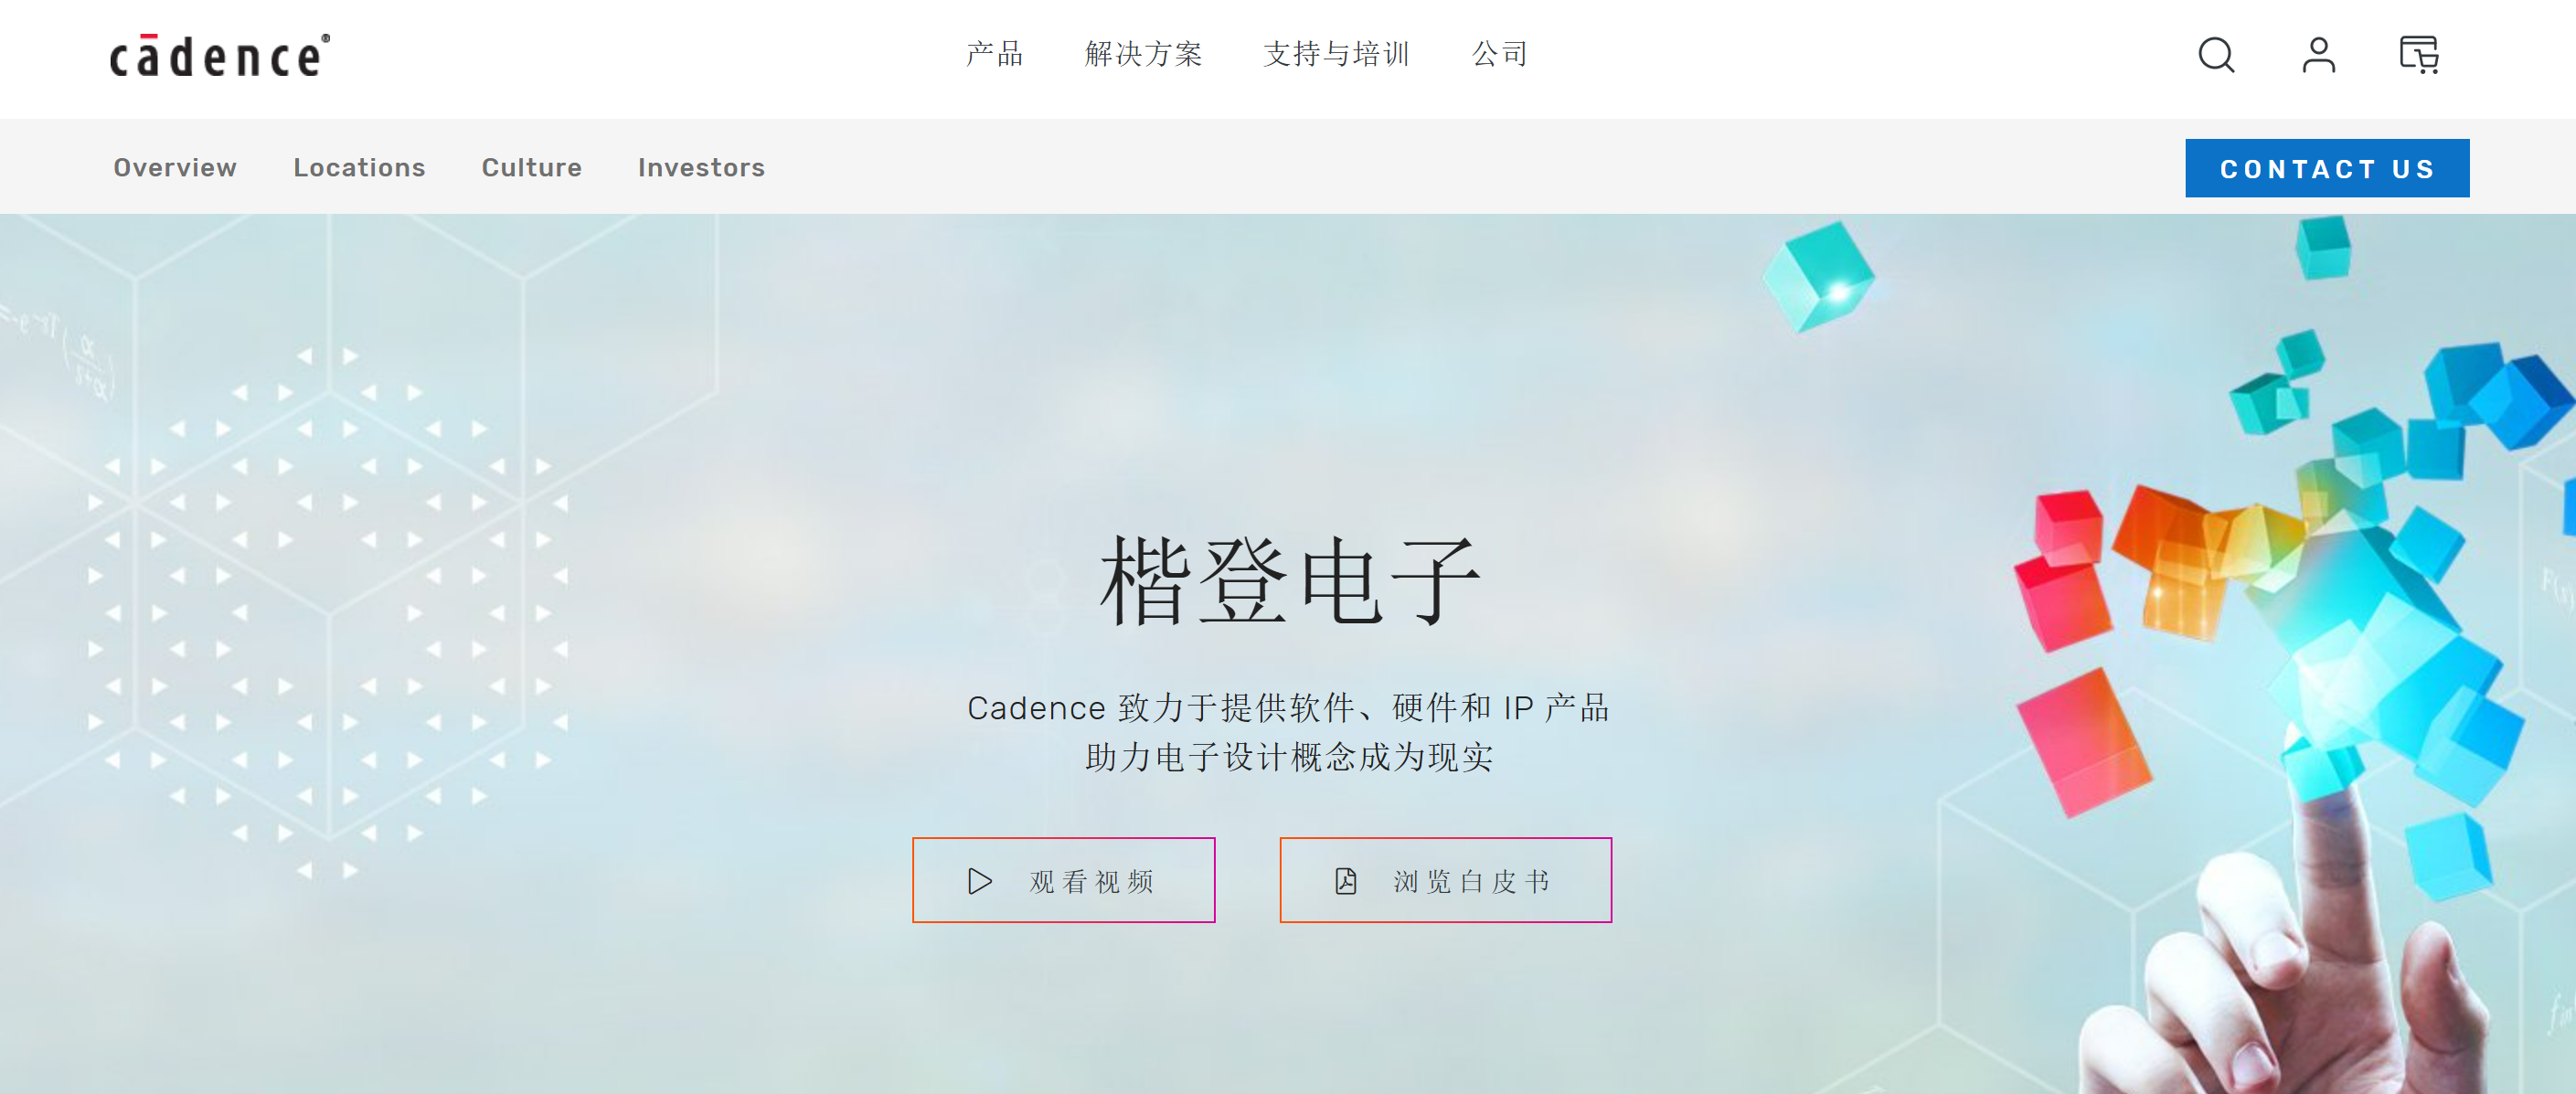 cādence®
产品 解决方案 支持与培训 公司
Overview Locations Culture Investors
CONTACT US
楷登电子
Cadence 致力于提供软件、硬件和 IP 产品
助力电子设计概念成为现实
观看视频 浏览白皮书